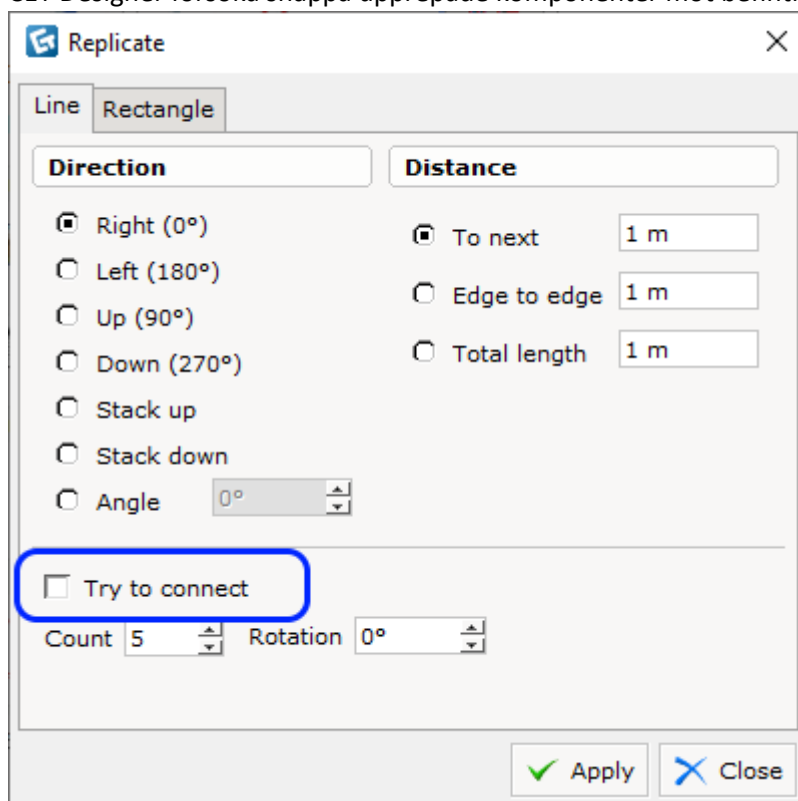 Replicate
Line Rectangle
Direction
Right (0°)
Left (180°)
Up (90°)
Down (270°)
Stack up
Stack down
Angle 0°
Distance
To next 1 m
Edge to edge 1 m
Total length 1 m
Try to connect
Count 5 Rotation 0°
Apply Close